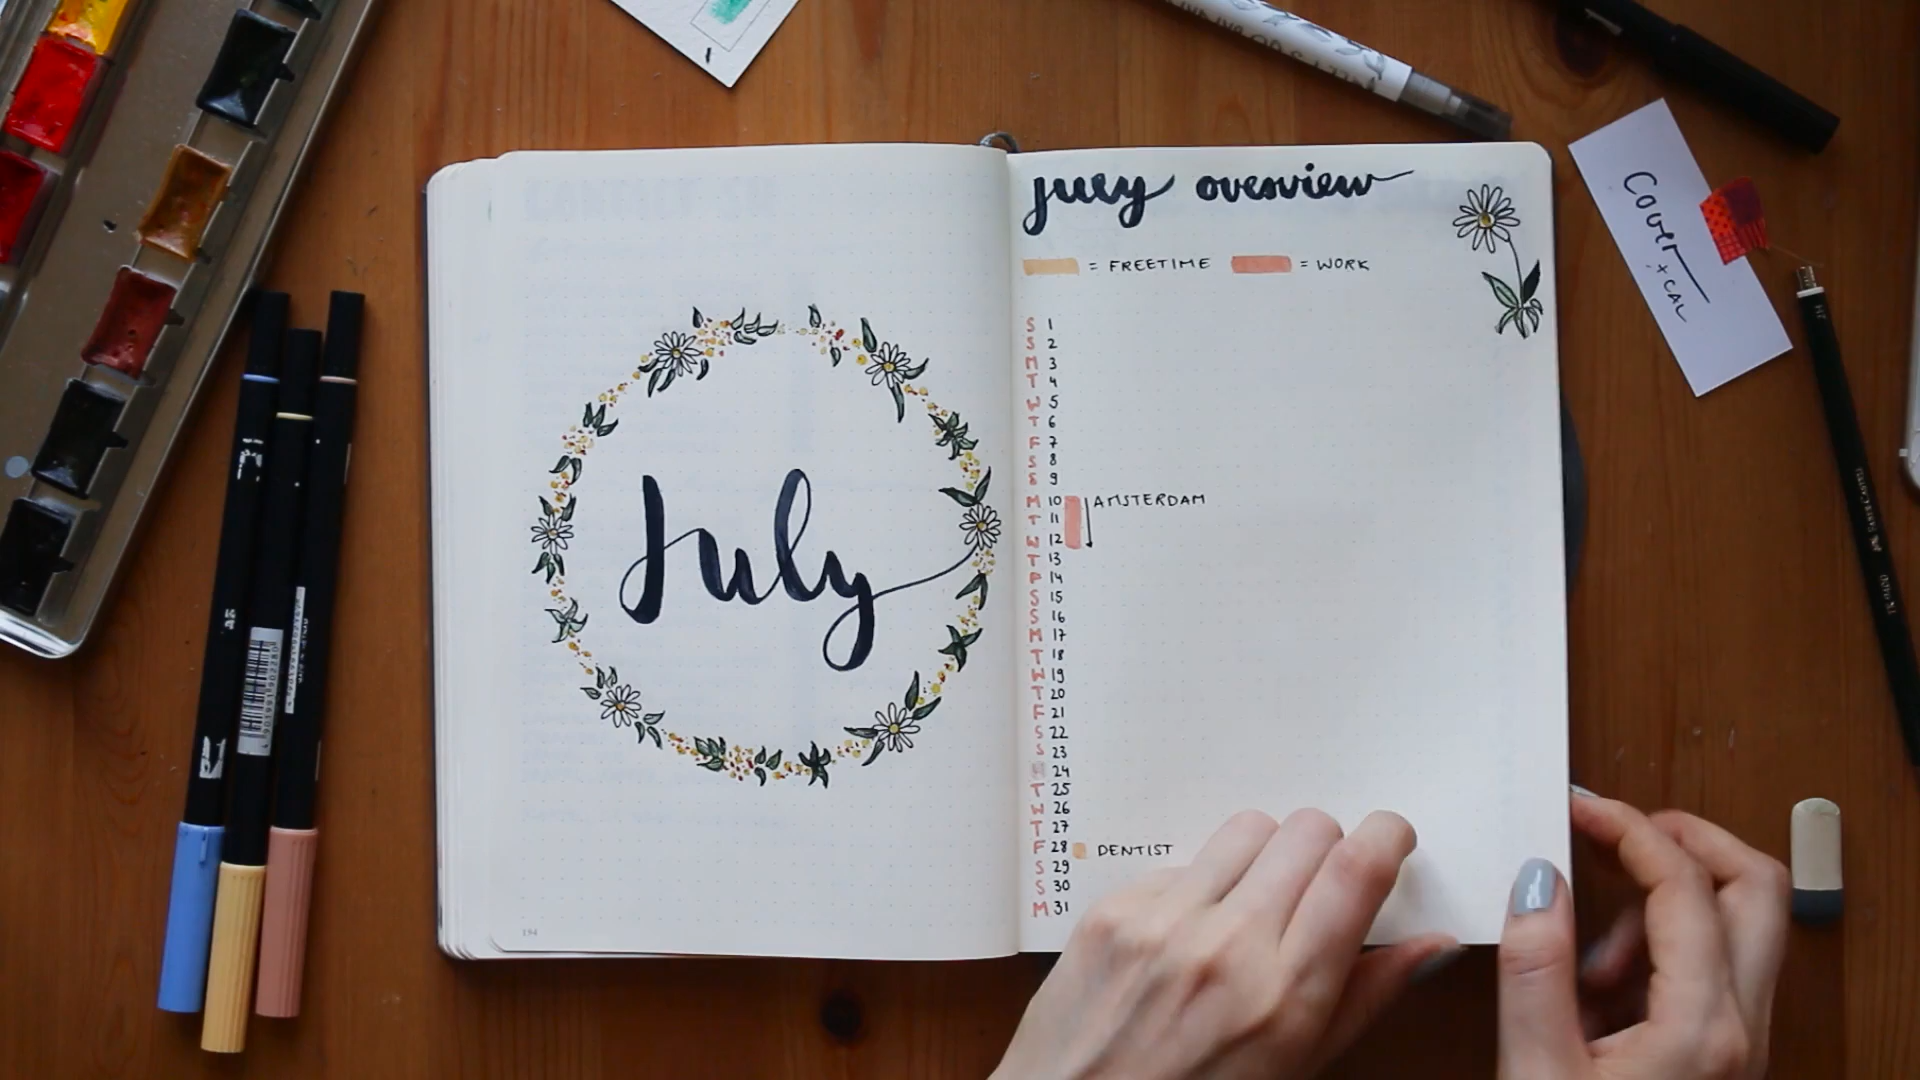 July
194
July overview
= FREETIME = WORK
S 1
S 2
M 3
T 4
W 5
T 6
F 7
S 8
S 9
M 10 AMSTERDAM
T 11
W 12
T 13
F 14
S 15
S 16
M 17
T 18
W 19
T 20
F 21
S 22
S 23
M 24
T 25
W 26
T 27
F 28 DENTIST
S 29
S 30
M 31
Cover
+ CAL
4901991902280